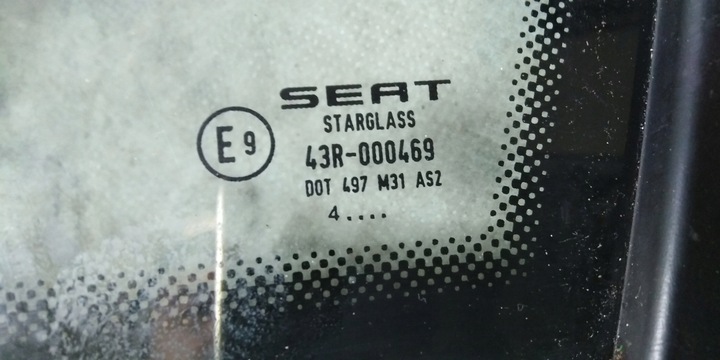 SEAT
STARGLASS
E9
43R-000469
DOT 497 M31 AS2
4....